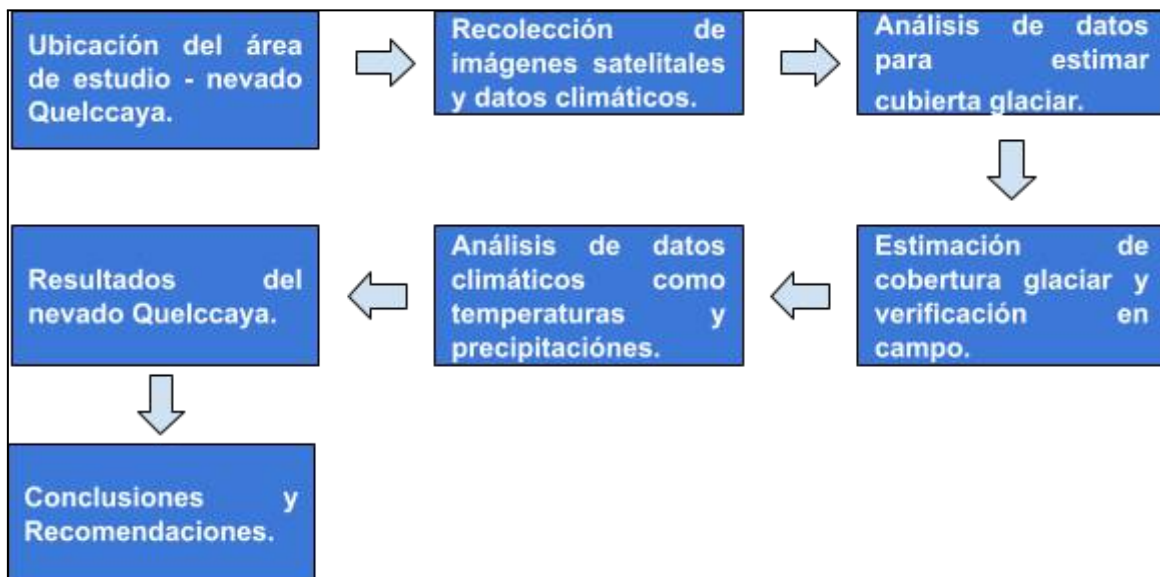 Ubicación del área
de estudio - nevado
Quelccaya.
Recolección de
imágenes satelitales
y datos climáticos.
Análisis de datos
para estimar
cubierta glaciar.
Estimación de
cobertura glaciar y
verificación en
campo.
Análisis de datos
climáticos como
temperaturas y
precipitaciónes.
Resultados del
nevado Quelccaya.
Conclusiones y
Recomendaciones.